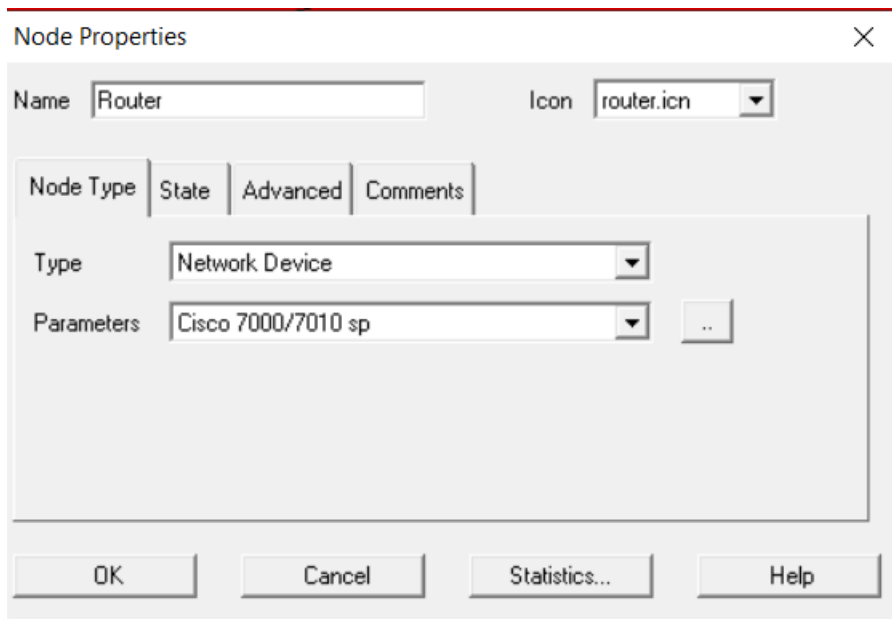 Node Properties
Name Router Icon router.icn
Node Type State Advanced Comments
Type Network Device
Parameters Cisco 7000/7010 sp ..
OK Cancel Statistics... Help